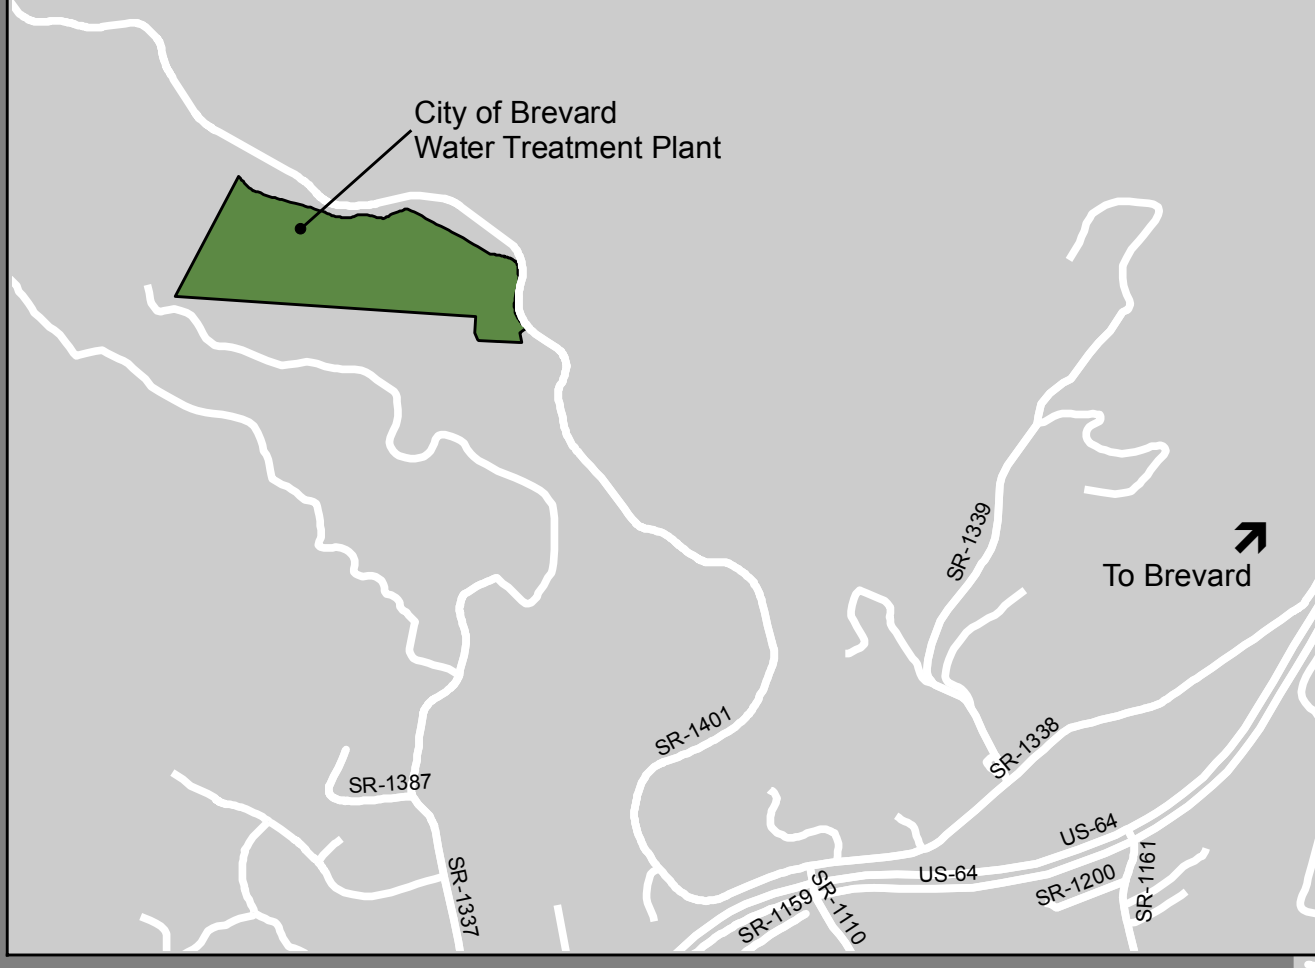 City of Brevard
Water Treatment Plant
SR-1339
To Brevard
SR-1401
SR-1338
SR-1387
US-64
SR-1337
US-64
SR-1161
SR-1200
SR-1159
SR-1110